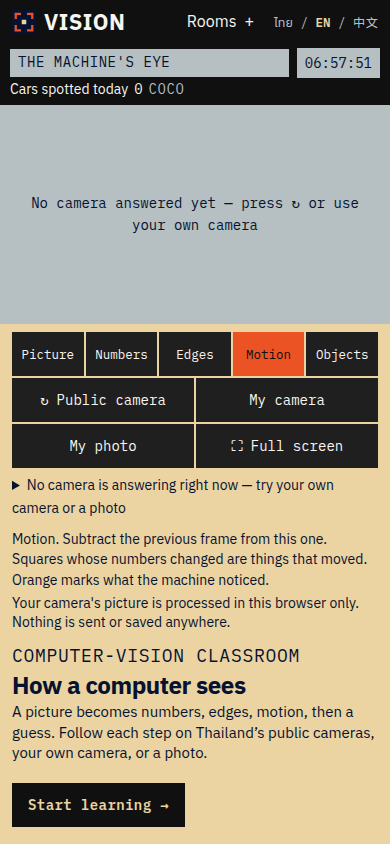 VISION
Rooms +
ไทย / EN / 中文
THE MACHINE'S EYE
06:57:51
Cars spotted today 0 COCO
No camera answered yet — press ↻ or use
your own camera
Picture
Numbers
Edges
Motion
Objects
↻ Public camera
My camera
My photo
⛶ Full screen
▶ No camera is answering right now — try your own
camera or a photo
Motion. Subtract the previous frame from this one.
Squares whose numbers changed are things that moved.
Orange marks what the machine noticed.
Your camera's picture is processed in this browser only.
Nothing is sent or saved anywhere.
COMPUTER-VISION CLASSROOM
How a computer sees
A picture becomes numbers, edges, motion, then a
guess. Follow each step on Thailand’s public cameras,
your own camera, or a photo.
Start learning →